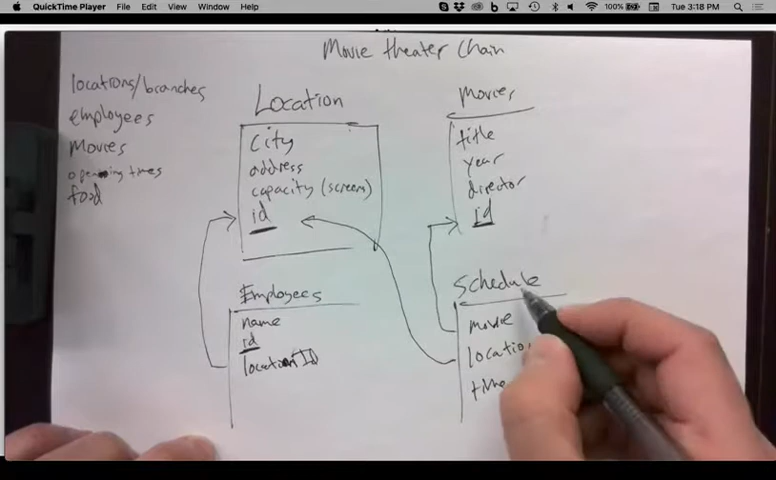 QuickTime Player File Edit View Window Help 100% Tue 3:18 PM
Movie theater Chain
locations/branches
employees
Movies
opening times
food
Location
City
address
capacity (screens)
id
Employees
name
id
locationID
Movies
title
year
director
id
Schedule
movie
locatio
time